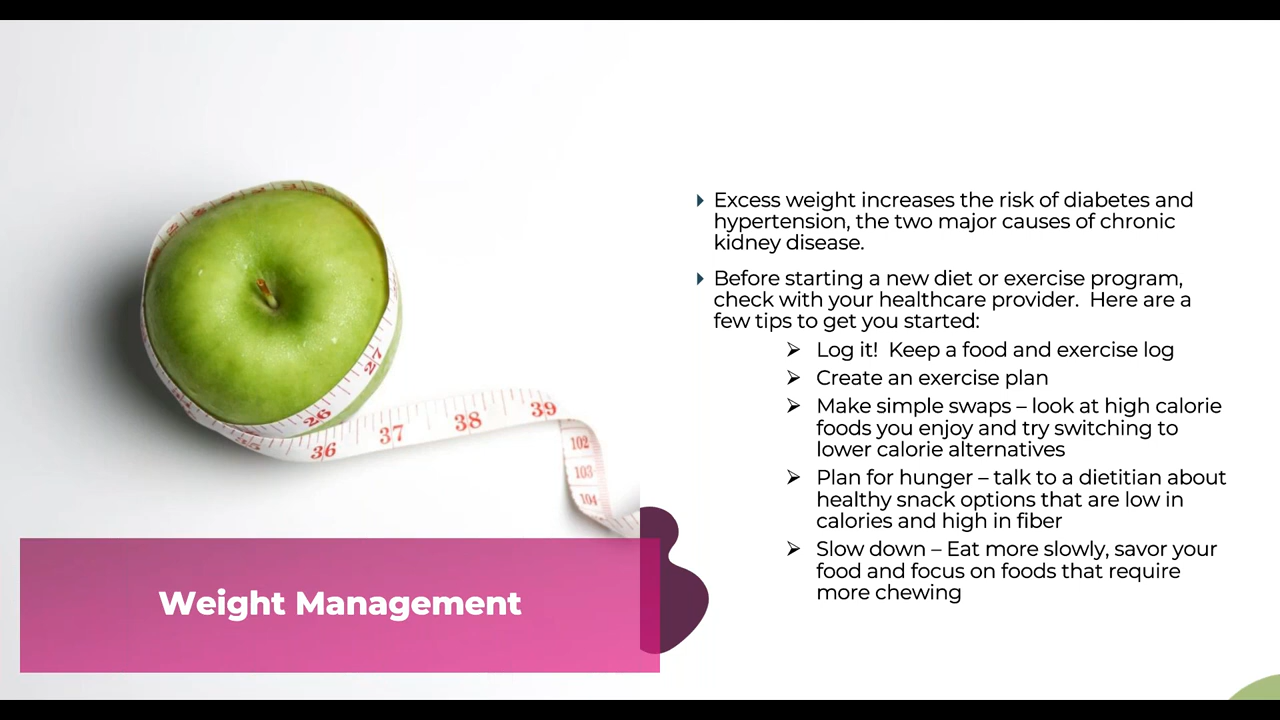 Excess weight increases the risk of diabetes and
hypertension, the two major causes of chronic
kidney disease.
Before starting a new diet or exercise program,
check with your healthcare provider.  Here are a
few tips to get you started:
Log it!  Keep a food and exercise log
Create an exercise plan
Make simple swaps – look at high calorie
foods you enjoy and try switching to
lower calorie alternatives
Plan for hunger – talk to a dietitian about
healthy snack options that are low in
calories and high in fiber
Slow down – Eat more slowly, savor your
food and focus on foods that require
more chewing
Weight Management
26
27
36
37
38
39
102
103
104